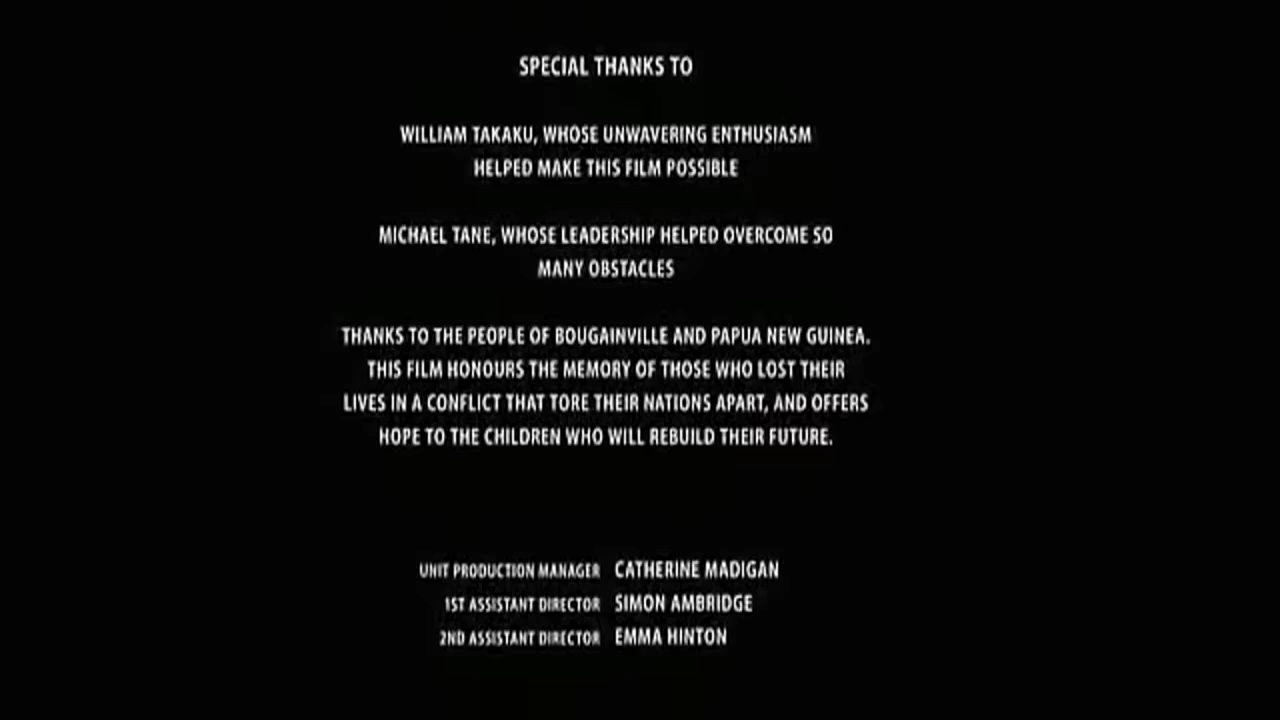 SPECIAL THANKS TO
WILLIAM TAKAKU, WHOSE UNWAVERING ENTHUSIASM
HELPED MAKE THIS FILM POSSIBLE
MICHAEL TANE, WHOSE LEADERSHIP HELPED OVERCOME SO
MANY OBSTACLES
THANKS TO THE PEOPLE OF BOUGAINVILLE AND PAPUA NEW GUINEA.
THIS FILM HONOURS THE MEMORY OF THOSE WHO LOST THEIR
LIVES IN A CONFLICT THAT TORE THEIR NATIONS APART, AND OFFERS
HOPE TO THE CHILDREN WHO WILL REBUILD THEIR FUTURE.
UNIT PRODUCTION MANAGER CATHERINE MADIGAN
1ST ASSISTANT DIRECTOR SIMON AMBRIDGE
2ND ASSISTANT DIRECTOR EMMA HINTON